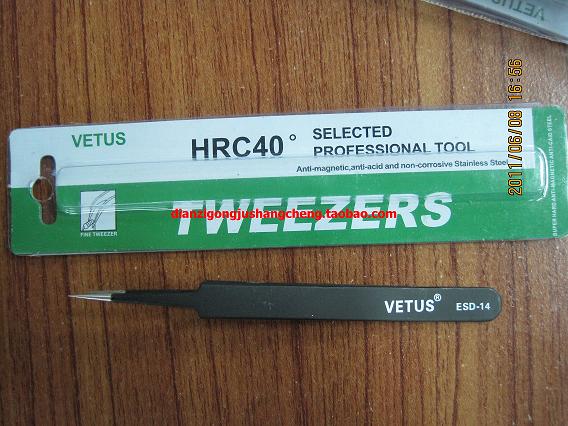 VETUS
VETUS
HRC40°
SELECTED
PROFESSIONAL TOOL
Anti-magnetic,anti-acid and non-corrosive Stainless Steel
FINE TWEEZER
TWEEZERS
dianzigongjushangcheng.taobao.com
SUPER HARD ANTI-MAGNETIC ANTI-CAID STEEL
2011/06/08 16:56
VETUS® ESD-14